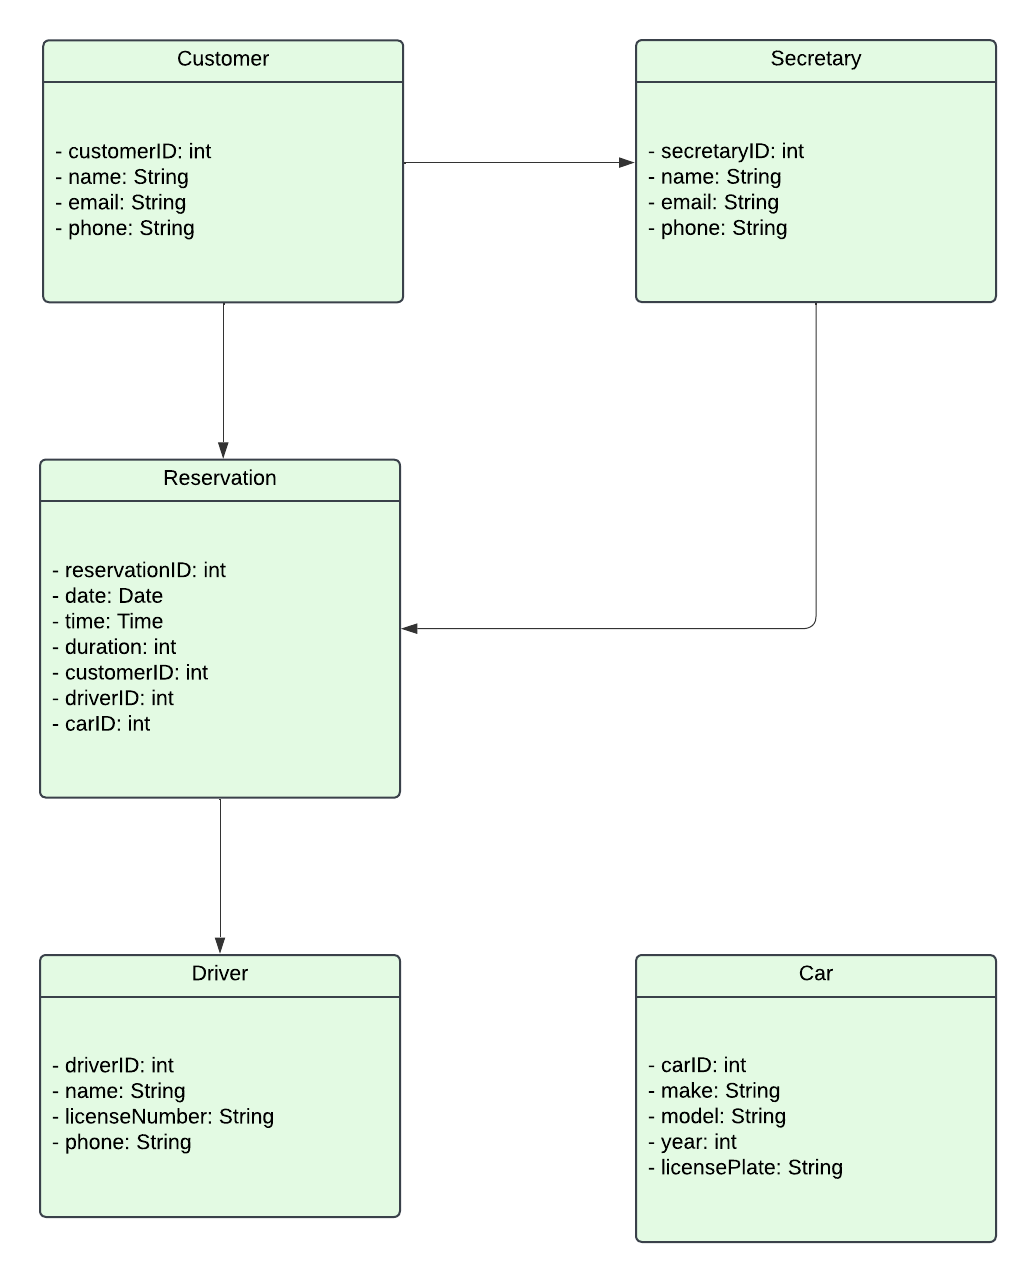 Customer
- customerID: int
- name: String
- email: String
- phone: String
Secretary
- secretaryID: int
- name: String
- email: String
- phone: String
Reservation
- reservationID: int
- date: Date
- time: Time
- duration: int
- customerID: int
- driverID: int
- carID: int
Driver
- driverID: int
- name: String
- licenseNumber: String
- phone: String
Car
- carID: int
- make: String
- model: String
- year: int
- licensePlate: String